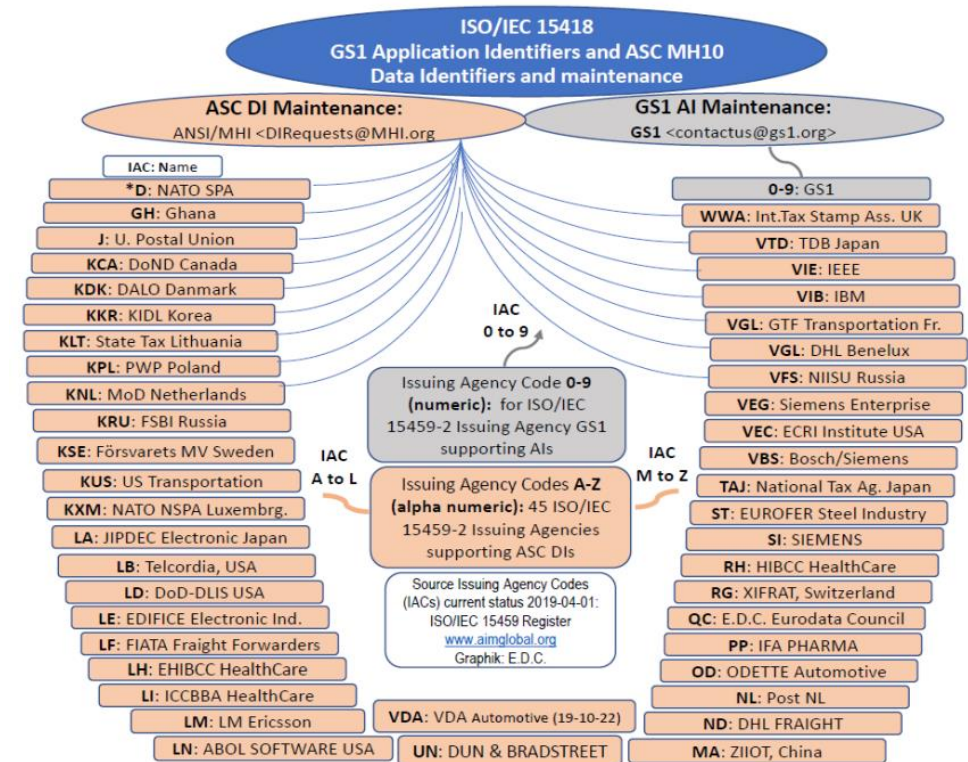 ISO/IEC 15418
GS1 Application Identifiers and ASC MH10
Data Identifiers and maintenance
ASC DI Maintenance:
ANSI/MHI <DIRequests@MHI.org
GS1 AI Maintenance:
GS1 <contactus@gs1.org>
IAC: Name
*D: NATO SPA
GH: Ghana
J: U. Postal Union
KCA: DoND Canada
KDK: DALO Danmark
KKR: KIDL Korea
KLT: State Tax Lithuania
KPL: PWP Poland
KNL: MoD Netherlands
KRU: FSBI Russia
KSE: Försvarets MV Sweden
KUS: US Transportation
KXM: NATO NSPA Luxembrg.
LA: JIPDEC Electronic Japan
LB: Telcordia, USA
LD: DoD-DLIS USA
LE: EDIFICE Electronic Ind.
LF: FIATA Freight Forwarders
LH: EHIBCC HealthCare
LI: ICCBBA HealthCare
LM: LM Ericsson
LN: ABOL SOFTWARE USA
IAC
0 to 9
Issuing Agency Code 0-9
(numeric): for ISO/IEC
15459-2 Issuing Agency GS1
supporting AIs
IAC
A to L
IAC
M to Z
Issuing Agency Codes A-Z
(alpha numeric): 45 ISO/IEC
15459-2 Issuing Agencies
supporting ASC DIs
Source Issuing Agency Codes
(IACs) current status 2019-04-01:
ISO/IEC 15459 Register
www.aimglobal.org
Graphik: E.D.C.
VDA: VDA Automotive (19-10-22)
UN: DUN & BRADSTREET
0-9: GS1
WWA: Int.Tax Stamp Ass. UK
VTD: TDB Japan
VIE: IEEE
VIB: IBM
VGL: GTF Transportation Fr.
VGL: DHL Benelux
VFS: NIISU Russia
VEG: Siemens Enterprise
VEC: ECRI Institute USA
VBS: Bosch/Siemens
TAJ: National Tax Ag. Japan
ST: EUROFER Steel Industry
SI: SIEMENS
RH: HIBCC HealthCare
RG: XIFRAT, Switzerland
QC: E.D.C. Eurodata Council
PP: IFA PHARMA
OD: ODETTE Automotive
NL: Post NL
ND: DHL FRAIGHT
MA: ZIIOT, China